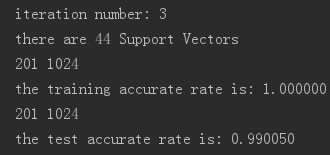 iteration number: 3
there are 44 Support Vectors
201 1024
the training accurate rate is: 1.000000
201 1024
the test accurate rate is: 0.990050